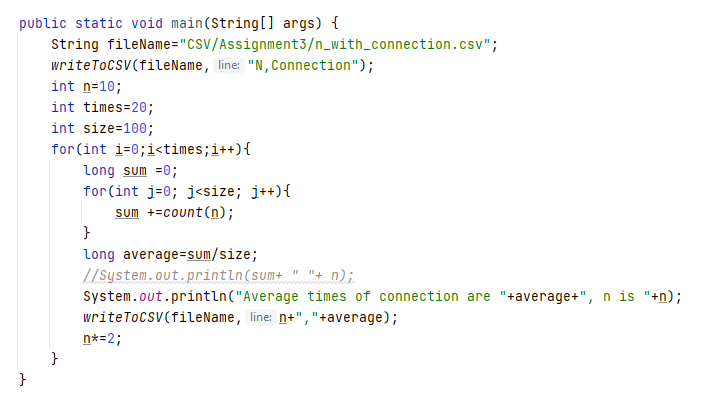 public static void main(String[] args) {
String fileName="CSV/Assignment3/n_with_connection.csv";
writeToCSV(fileName, line: "N,Connection");
int n=10;
int times=20;
int size=100;
for(int i=0;i<times;i++){
long sum =0;
for(int j=0; j<size; j++){
sum +=count(n);
}
long average=sum/size;
//System.out.println(sum+ " "+ n);
System.out.println("Average times of connection are "+average+", n is "+n);
writeToCSV(fileName, line: n+","+average);
n*=2;
}
}